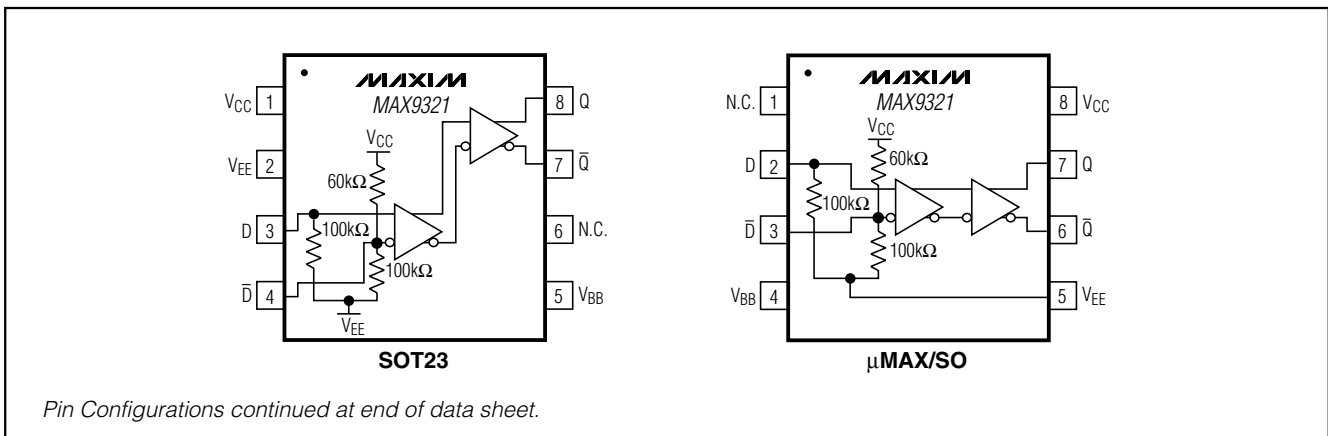 MAXIM
MAX9321
VCC 1
VEE 2
D 3
D̅ 4
8 Q
7 Q̅
6 N.C.
5 VBB
VCC
60kΩ
100kΩ
100kΩ
VEE
SOT23
MAXIM
MAX9321
N.C. 1
D 2
D̅ 3
VBB 4
8 VCC
7 Q
6 Q̅
5 VEE
VCC
60kΩ
100kΩ
100kΩ
µMAX/SO
Pin Configurations continued at end of data sheet.